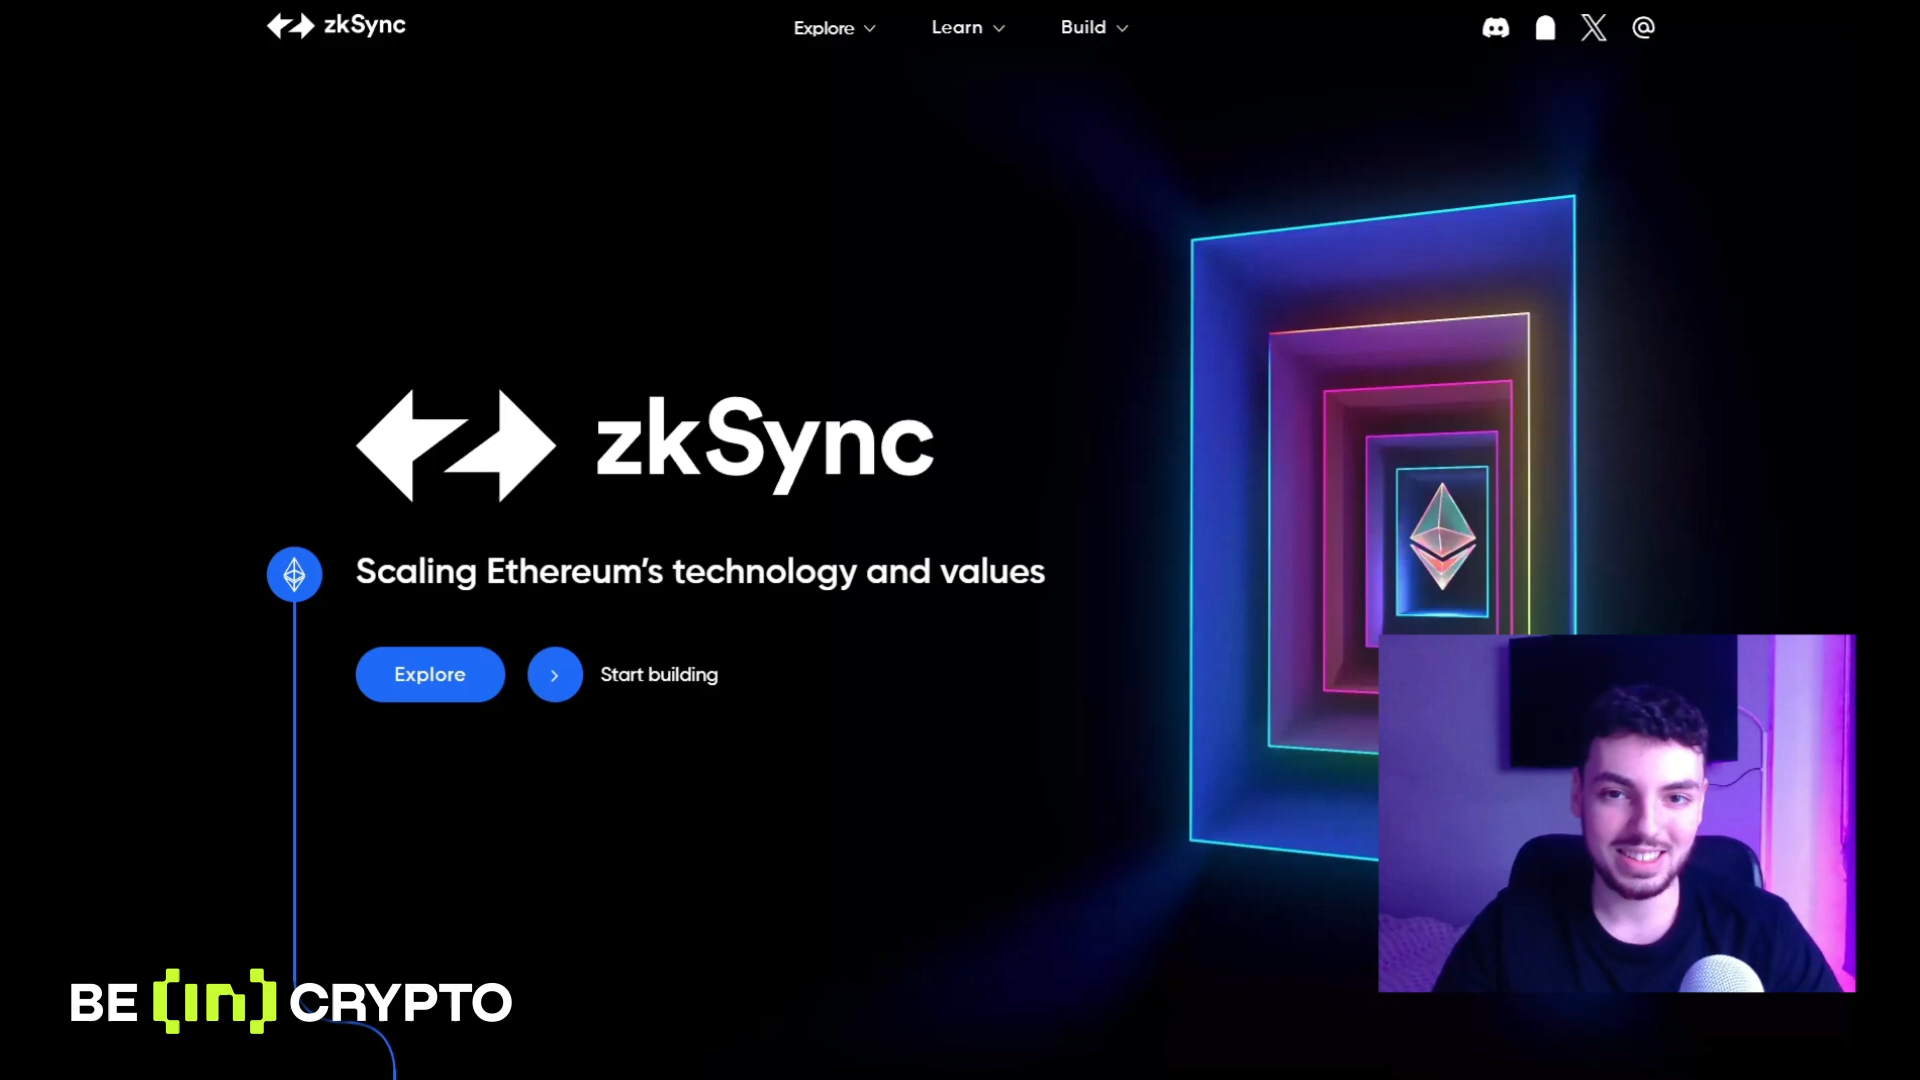 zkSync
Explore
Learn
Build
zkSync
Scaling Ethereum’s technology and values
Explore
Start building
BE [in] CRYPTO